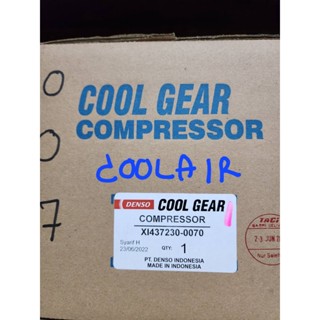 COOL GEAR
COMPRESSOR
COOLAIR
DENSO COOL GEAR
COMPRESSOR
XI437230-0070
Syarif H
23/06/2022
QTY: 1
PT. DENSO INDONESIA
MADE IN INDONESIA
0
0
7